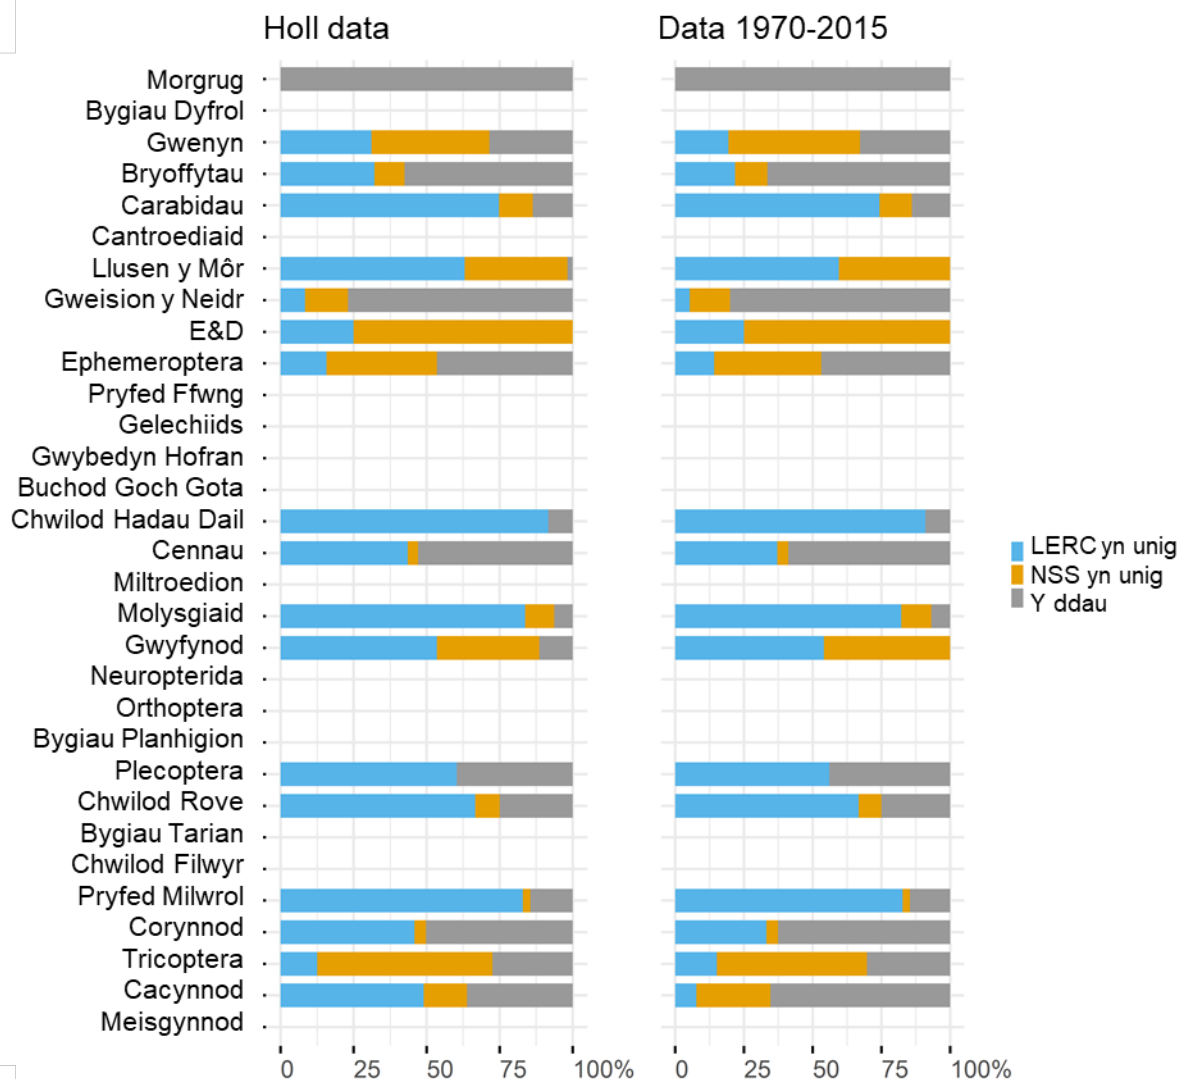 Holl data
Data 1970-2015
Morgrug
Bygiau Dyfrol
Gwenyn
Bryoffytau
Carabidau
Cantroediaid
Llusen y Môr
Gweision y Neidr
E&D
Ephemeroptera
Pryfed Ffwng
Gelechiids
Gwybedyn Hofran
Buchod Goch Gota
Chwilod Hadau Dail
Cennau
Miltroedion
Molysgiaid
Gwyfynod
Neuropterida
Orthoptera
Bygiau Planhigion
Plecoptera
Chwilod Rove
Bygiau Tarian
Chwilod Filwyr
Pryfed Milwrol
Corynnod
Tricoptera
Cacynnod
Meisgynnod
0 25 50 75 100%
0 25 50 75 100%
LERC yn unig
NSS yn unig
Y ddau